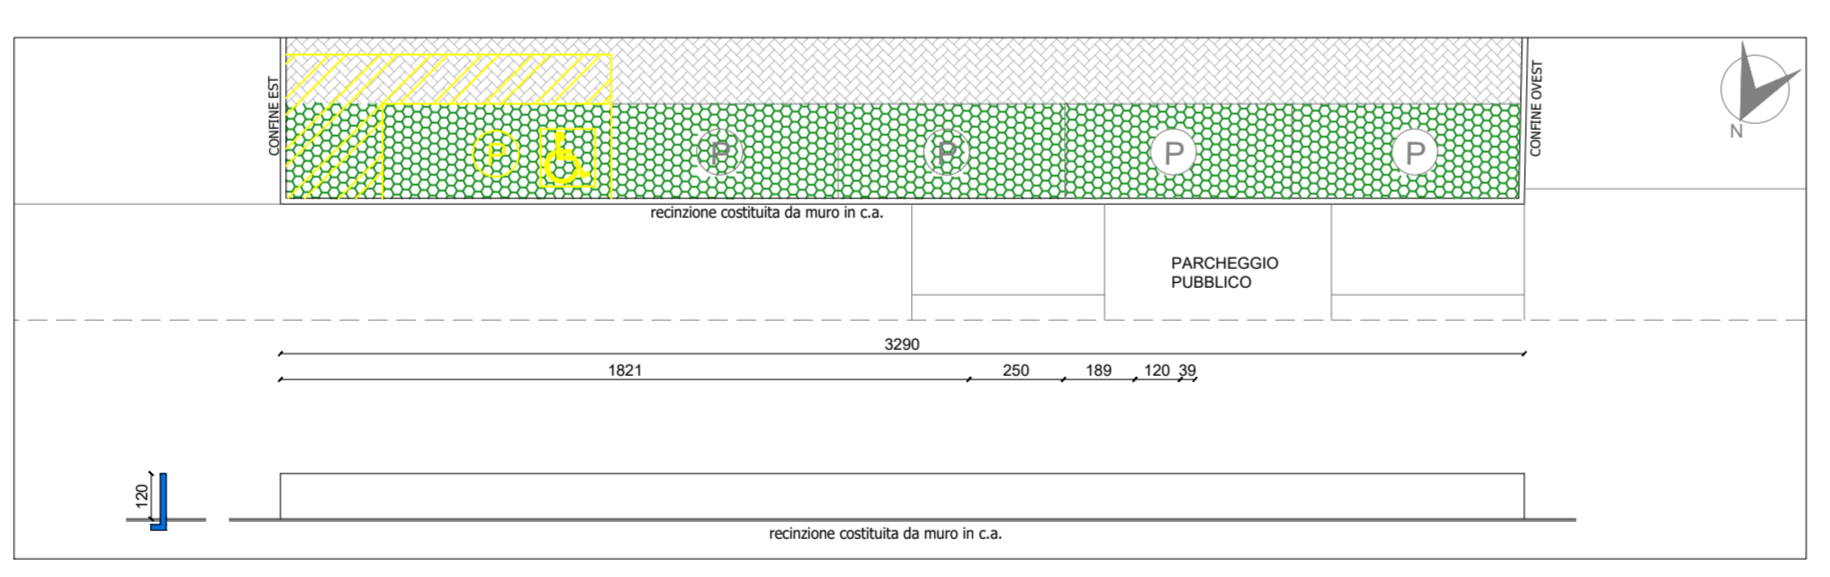 CONFINE EST
CONFINE OVEST
N
P
P
P
P
P
recinzione costituita da muro in c.a.
PARCHEGGIO
PUBBLICO
3290
1821 250 189 120 39
120
recinzione costituita da muro in c.a.